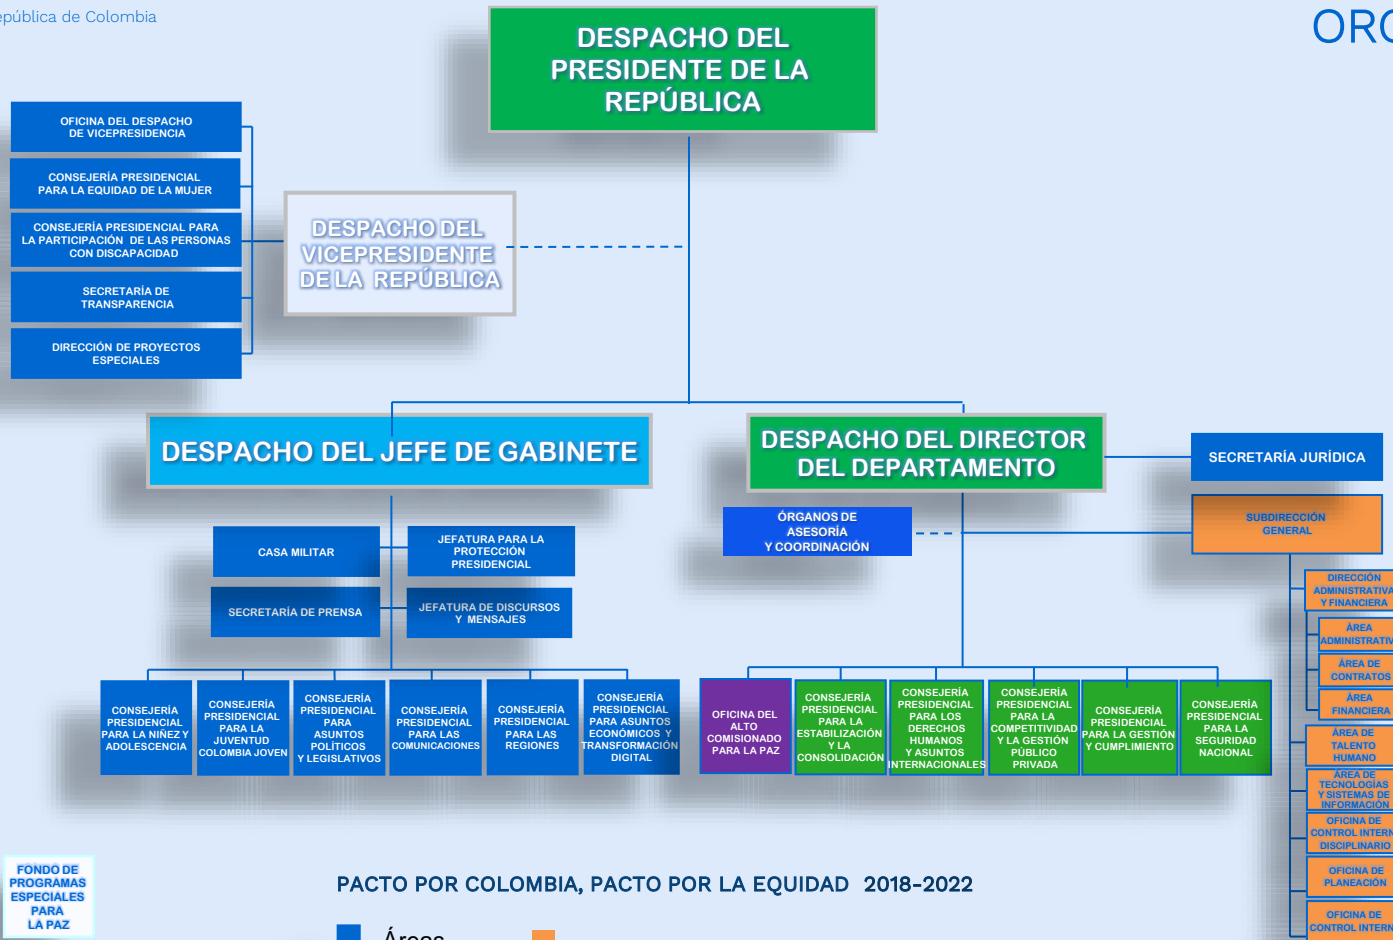 República de Colombia
DESPACHO DEL
PRESIDENTE DE LA
REPÚBLICA
OFICINA DEL DESPACHO
DE VICEPRESIDENCIA
CONSEJERÍA PRESIDENCIAL
PARA LA EQUIDAD DE LA MUJER
CONSEJERÍA PRESIDENCIAL PARA
LA PARTICIPACIÓN DE LAS PERSONAS
CON DISCAPACIDAD
SECRETARÍA DE
TRANSPARENCIA
DIRECCIÓN DE PROYECTOS
ESPECIALES
DESPACHO DEL
VICEPRESIDENTE
DE LA REPÚBLICA
DESPACHO DEL JEFE DE GABINETE
DESPACHO DEL DIRECTOR
DEL DEPARTAMENTO
SECRETARÍA JURÍDICA
ÓRGANOS DE
ASESORÍA
Y COORDINACIÓN
SUBDIRECCIÓN
GENERAL
CASA MILITAR
JEFATURA PARA LA
PROTECCIÓN
PRESIDENCIAL
SECRETARÍA DE PRENSA
JEFATURA DE DISCURSOS
Y MENSAJES
CONSEJERÍA
PRESIDENCIAL
PARA LA NIÑEZ Y
ADOLESCENCIA
CONSEJERÍA
PRESIDENCIAL
PARA LA
JUVENTUD
COLOMBIA JOVEN
CONSEJERÍA
PRESIDENCIAL
PARA
ASUNTOS
POLÍTICOS
Y LEGISLATIVOS
CONSEJERÍA
PRESIDENCIAL
PARA LAS
COMUNICACIONES
CONSEJERÍA
PRESIDENCIAL
PARA LAS
REGIONES
CONSEJERÍA
PRESIDENCIAL
PARA ASUNTOS
ECONÓMICOS Y
TRANSFORMACIÓN
DIGITAL
OFICINA DEL
ALTO
COMISIONADO
PARA LA PAZ
CONSEJERÍA
PRESIDENCIAL
PARA LA
ESTABILIZACIÓN
Y LA
CONSOLIDACIÓN
CONSEJERÍA
PRESIDENCIAL
PARA LOS
DERECHOS
HUMANOS
Y ASUNTOS
INTERNACIONALES
CONSEJERÍA
PRESIDENCIAL
PARA LA
COMPETITIVIDAD
Y LA GESTIÓN
PÚBLICO
PRIVADA
CONSEJERÍA
PRESIDENCIAL
PARA LA GESTIÓN
Y CUMPLIMIENTO
CONSEJERÍA
PRESIDENCIAL
PARA LA
SEGURIDAD
NACIONAL
DIRECCIÓN
ADMINISTRATIVA
Y FINANCIERA
ÁREA
ADMINISTRATIV
ÁREA DE
CONTRATOS
ÁREA
FINANCIERA
ÁREA DE
TALENTO
HUMANO
ÁREA DE
TECNOLOGÍAS
Y SISTEMAS DE
INFORMACIÓN
OFICINA DE
CONTROL INTERN
DISCIPLINARIO
OFICINA DE
PLANEACIÓN
OFICINA DE
CONTROL INTERN
FONDO DE
PROGRAMAS
ESPECIALES
PARA
LA PAZ
PACTO POR COLOMBIA, PACTO POR LA EQUIDAD 2018-2022
Áreas